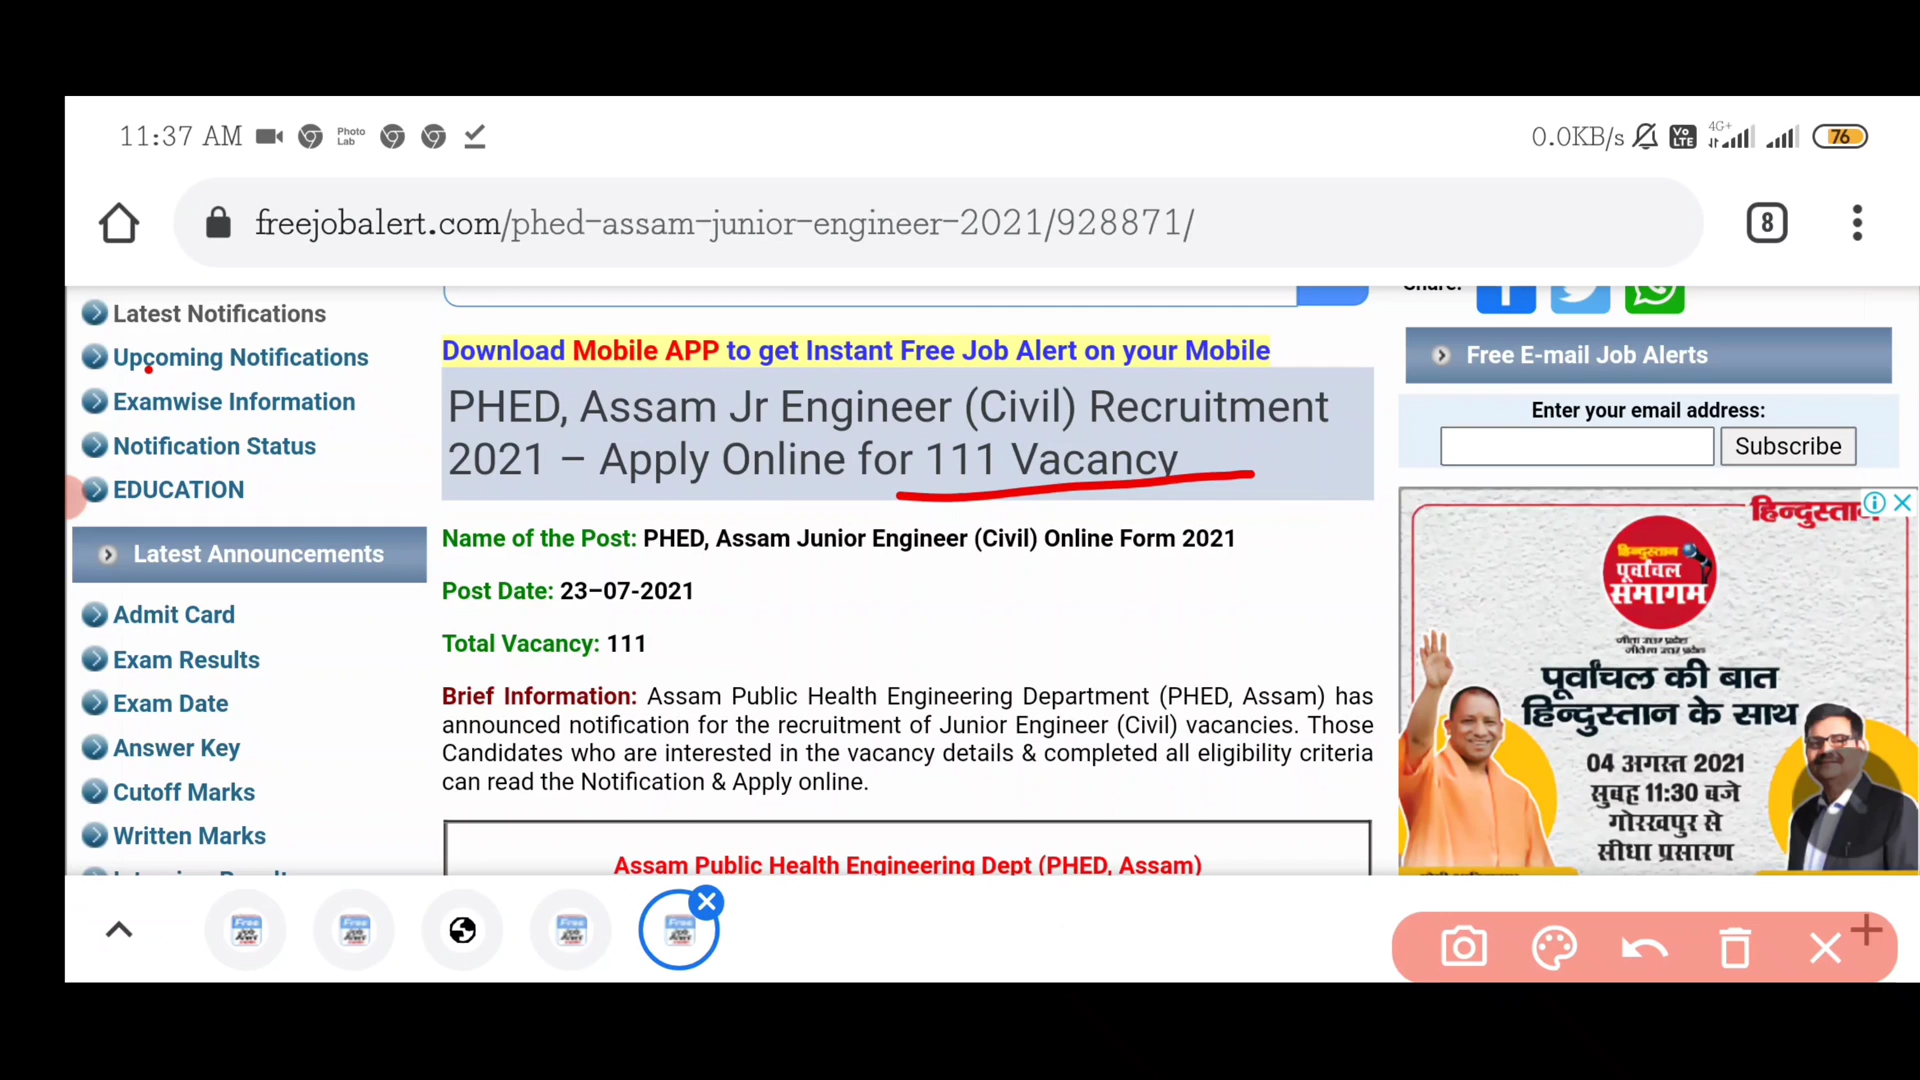 11:37 AM Photo Lab 0.0KB/s Vo LTE 4G+ 76
freejobalert.com/phed-assam-junior-engineer-2021/928871/ 8
Latest Notifications
Upcoming Notifications
Examwise Information
Notification Status
EDUCATION
Latest Announcements
Admit Card
Exam Results
Exam Date
Answer Key
Cutoff Marks
Written Marks
Download Mobile APP to get Instant Free Job Alert on your Mobile
PHED, Assam Jr Engineer (Civil) Recruitment
2021 – Apply Online for 111 Vacancy
Name of the Post: PHED, Assam Junior Engineer (Civil) Online Form 2021
Post Date: 23–07-2021
Total Vacancy: 111
Brief Information: Assam Public Health Engineering Department (PHED, Assam) has
announced notification for the recruitment of Junior Engineer (Civil) vacancies. Those
Candidates who are interested in the vacancy details & completed all eligibility criteria
can read the Notification & Apply online.
Assam Public Health Engineering Dept (PHED, Assam)
Share:
Free E-mail Job Alerts
Enter your email address:
Subscribe
हिन्दुस्तान
हिन्दुस्तान
पूर्वांचल
समागम
पूर्वांचल की बात
हिन्दुस्तान के साथ
04 अगस्त 2021
सुबह 11:30 बजे
गोरखपुर से
सीधा प्रसारण